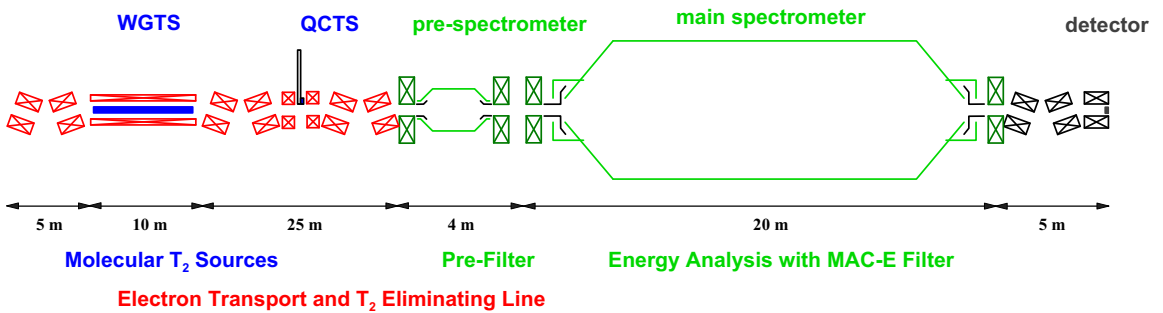 WGTS QCTS pre-spectrometer main spectrometer detector
5 m 10 m 25 m 4 m 20 m 5 m
Molecular T₂ Sources Pre-Filter Energy Analysis with MAC-E Filter
Electron Transport and T₂ Eliminating Line